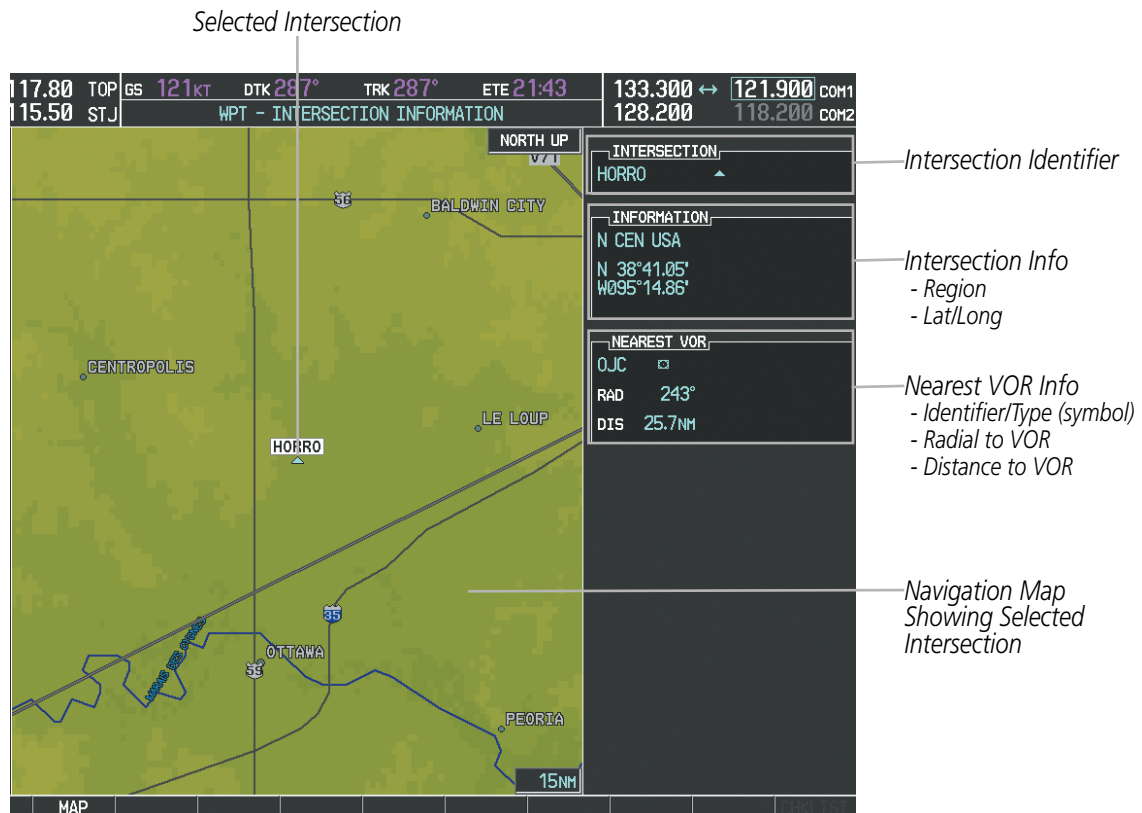 Selected Intersection
117.80 TOP GS 121KT DTK 287° TRK 287° ETE 21:43 133.300 ↔ 121.900 COM1
115.50 STJ WPT - INTERSECTION INFORMATION 128.200 118.200 COM2
NORTH UP
V71
56
BALDWIN CITY
CENTROPOLIS
LE LOUP
HORRO
35
MARAIS DES CYGNES
OTTAWA
59
PEORIA
15NM
INTERSECTION
HORRO
INFORMATION
N CEN USA
N 38°41.05'
W095°14.86'
NEAREST VOR
OJC
RAD 243°
DIS 25.7NM
Intersection Identifier
Intersection Info
- Region
- Lat/Long
Nearest VOR Info
- Identifier/Type (symbol)
- Radial to VOR
- Distance to VOR
Navigation Map
Showing Selected
Intersection
MAP CHKLIST